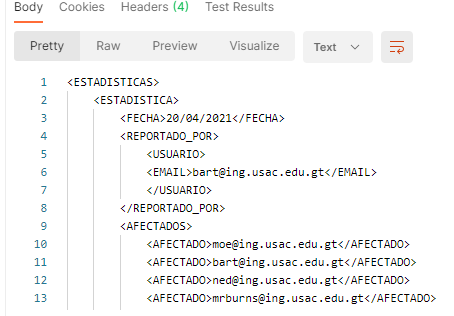 Body Cookies Headers (4) Test Results
Pretty Raw Preview Visualize Text
1 <ESTADISTICAS>
2 <ESTADISTICA>
3 <FECHA>20/04/2021</FECHA>
4 <REPORTADO_POR>
5 <USUARIO>
6 <EMAIL>bart@ing.usac.edu.gt</EMAIL>
7 </USUARIO>
8 </REPORTADO_POR>
9 <AFECTADOS>
10 <AFECTADO>moe@ing.usac.edu.gt</AFECTADO>
11 <AFECTADO>bart@ing.usac.edu.gt</AFECTADO>
12 <AFECTADO>ned@ing.usac.edu.gt</AFECTADO>
13 <AFECTADO>mrburns@ing.usac.edu.gt</AFECTADO>